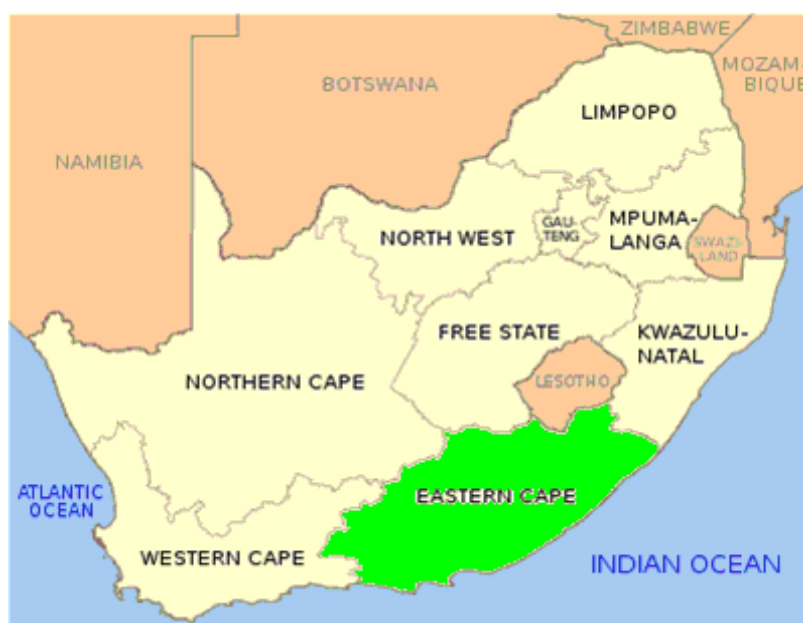 ZIMBABWE
MOZAM-
BIQUE
BOTSWANA
LIMPOPO
NAMIBIA
MPUMA-
LANGA
GAU-
TENG
NORTH WEST
SWAZI-
LAND
FREE STATE
KWAZULU-
NATAL
NORTHERN CAPE
LESOTHO
ATLANTIC
OCEAN
EASTERN CAPE
WESTERN CAPE
INDIAN OCEAN